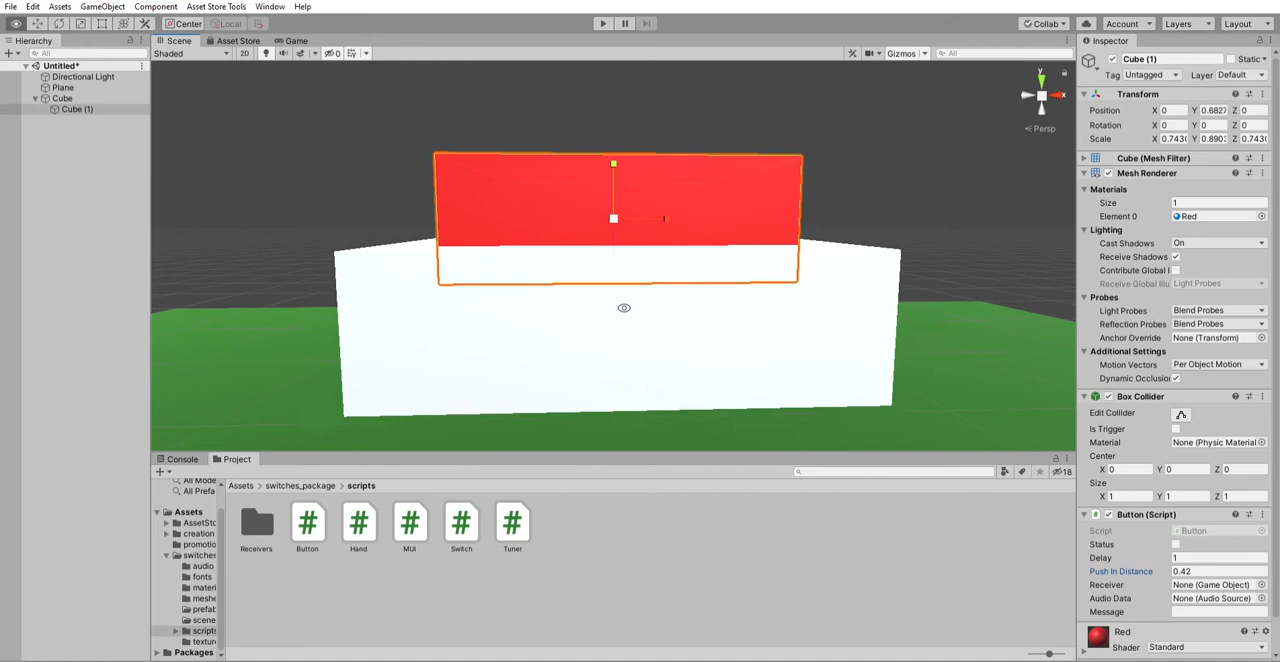 File Edit Assets GameObject Component Asset Store Tools Window Help
Center Local Collab Account Layers Layout
Hierarchy Scene Asset Store Game Inspector
All Shaded 2D 0 Gizmos All Cube (1) Static
Untitled*
Tag Untagged Layer Default
Directional Light
Plane
Cube
Cube (1)
y
x
Persp
Transform
Position X 0 Y 0.6827 Z 0
Rotation X 0 Y 0 Z 0
Scale X 0.743( Y 0.890: Z 0.743(
Cube (Mesh Filter)
Mesh Renderer
Materials
Size 1
Element 0 Red
Lighting
Cast Shadows On
Receive Shadows
Contribute Global I
Receive Global Illu Light Probes
Probes
Light Probes Blend Probes
Reflection Probes Blend Probes
Anchor Override None (Transform)
Additional Settings
Motion Vectors Per Object Motion
Dynamic Occlusio
Box Collider
Edit Collider
Is Trigger
Material None (Physic Material
Center
X 0 Y 0 Z 0
Size
X 1 Y 1 Z 1
Button (Script)
Script Button
Status
Delay 1
Push In Distance 0.42
Receiver None (Game Object)
Audio Data None (Audio Source)
Message
Red
Shader Standard
Console Project
18
All Mode
All Prefa
Assets > switches_package > scripts
Assets
AssetSto
creation
promotio
switches
audio
fonts
materi
meshe
prefab
scene
scripts
texture
Packages
Receivers Button Hand MUI Switch Tuner